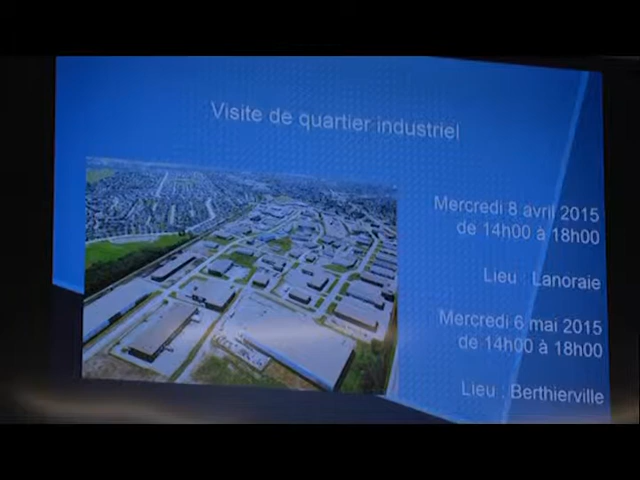 Visite de quartier industriel
Mercredi 8 avril 2015
de 14h00 à 18h00
Lieu : Lanoraie
Mercredi 6 mai 2015
de 14h00 à 18h00
Lieu : Berthierville